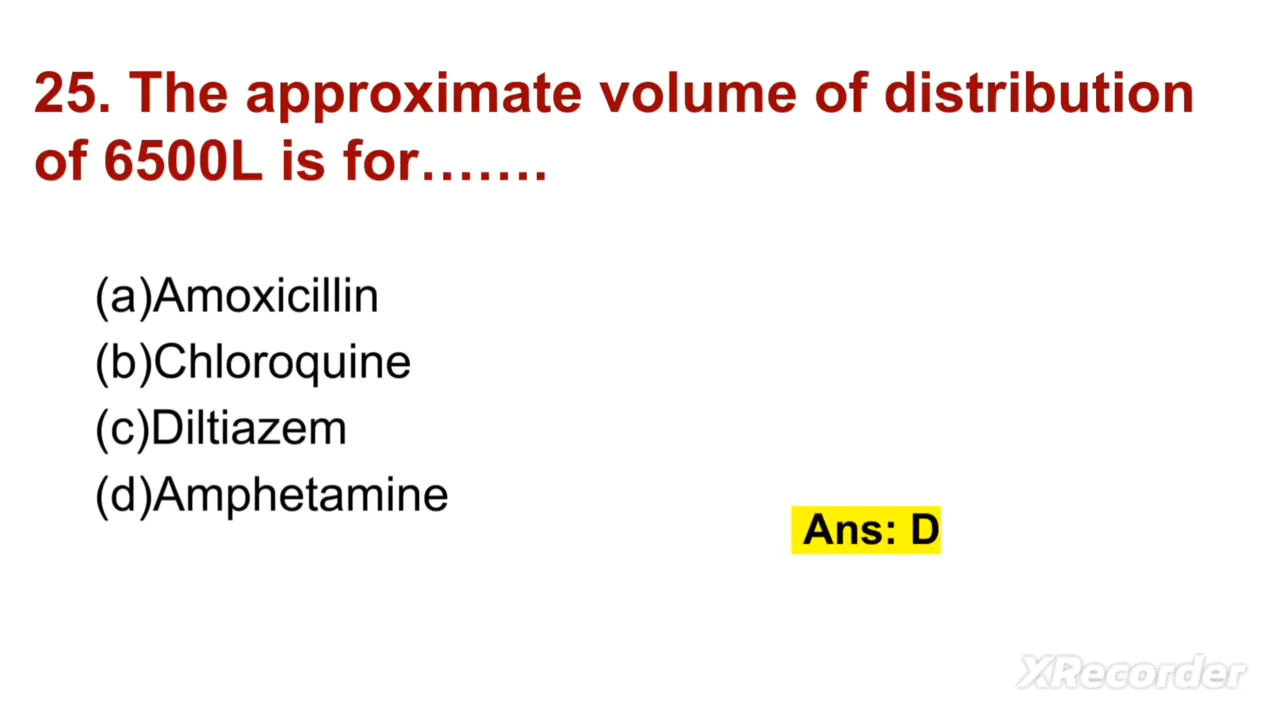 25. The approximate volume of distribution
of 6500L is for.......
(a)Amoxicillin
(b)Chloroquine
(c)Diltiazem
(d)Amphetamine
Ans: D
XRecorder